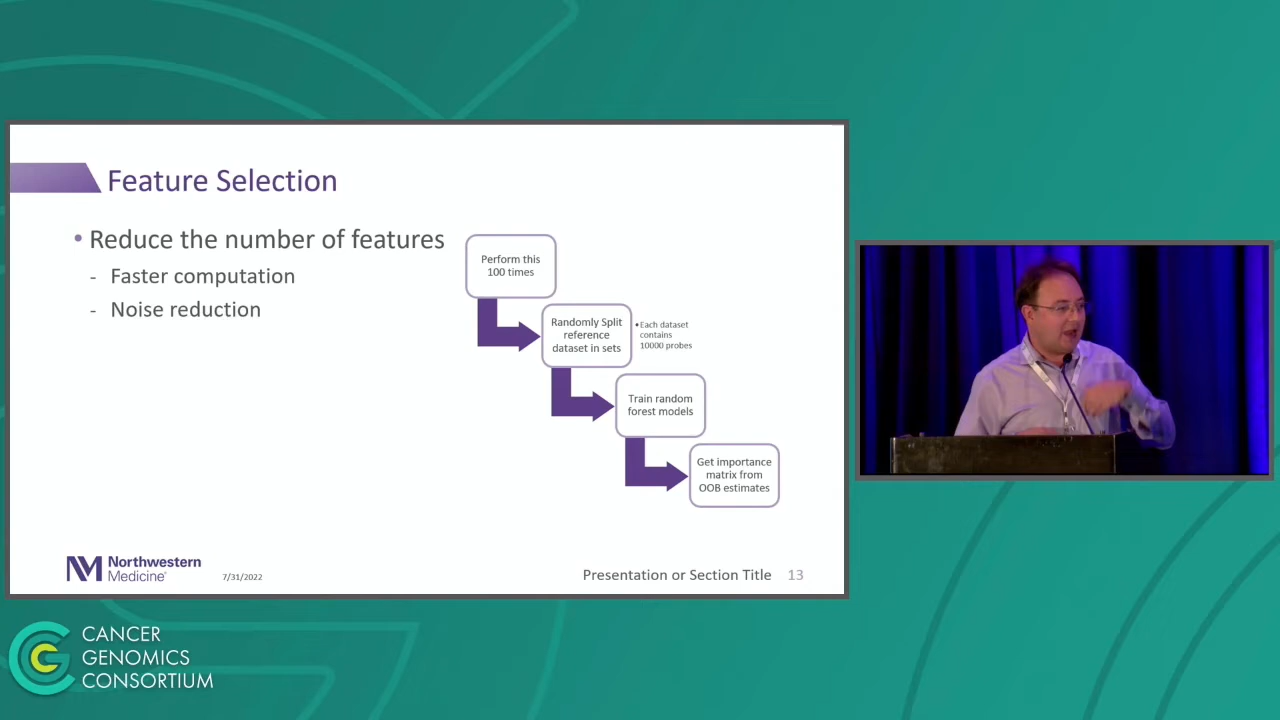 Feature Selection
• Reduce the number of features
- Faster computation
- Noise reduction
Perform this
100 times
Randomly Split
reference
dataset in sets
• Each dataset
contains
10000 probes
Train random
forest models
Get importance
matrix from
OOB estimates
Northwestern
Medicine®
7/31/2022
Presentation or Section Title 13
CANCER
GENOMICS
CONSORTIUM